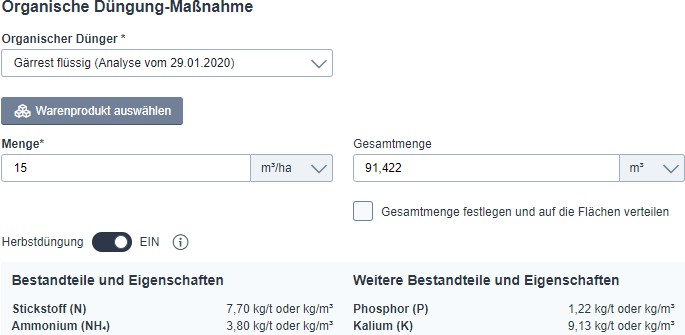 Organische Düngung-Maßnahme
Organischer Dünger *
Gärrest flüssig (Analyse vom 29.01.2020)
Warenprodukt auswählen
Menge* Gesamtmenge
15 m³/ha 91,422 m³
Gesamtmenge festlegen und auf die Flächen verteilen
Herbstdüngung EIN
Bestandteile und Eigenschaften Weitere Bestandteile und Eigenschaften
Stickstoff (N) 7,70 kg/t oder kg/m³ Phosphor (P) 1,22 kg/t oder kg/m³
Ammonium (NH₄) 3,80 kg/t oder kg/m³ Kalium (K) 9,13 kg/t oder kg/m³